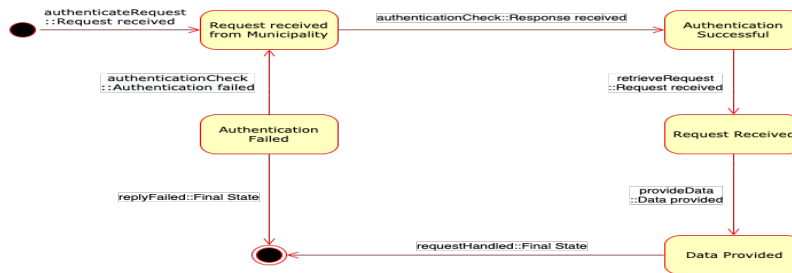 authenticateRequest
::Request received
Request received
from Municipality
authenticationCheck::Response received
Authentication
Successful
authenticationCheck
::Authentication failed
retrieveRequest
::Request received
Authentication
Failed
Request Received
replyFailed::Final State
provideData
::Data provided
requestHandled::Final State
Data Provided